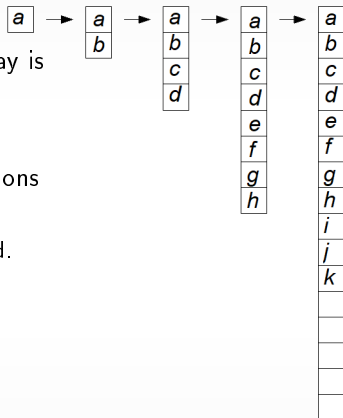 a a a a a
b b b b
ay is
c c c
d d d
e e
f f
ons
g g
h h
i
d.
j
k